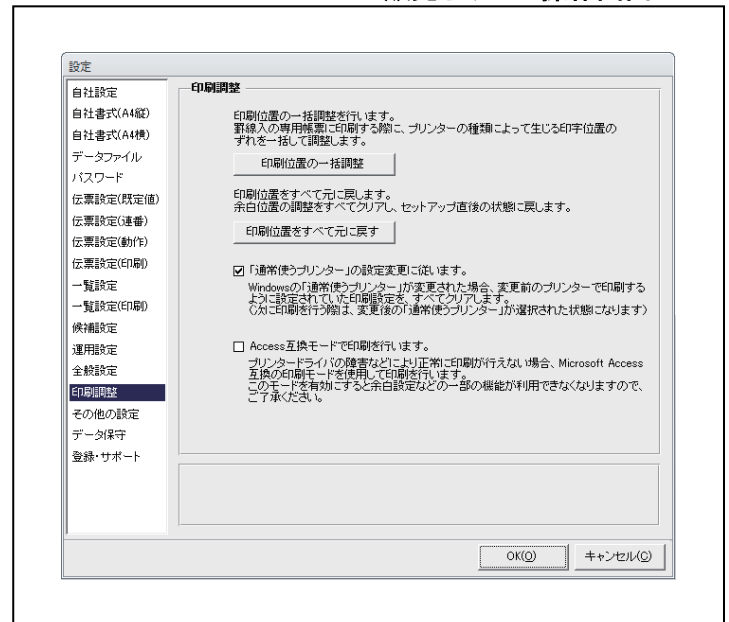 設定
自社設定
自社書式(A4縦)
自社書式(A4横)
データファイル
パスワード
伝票設定(既定値)
伝票設定(連番)
伝票設定(動作)
伝票設定(印刷)
一覧設定
一覧設定(印刷)
候補設定
運用設定
全般設定
印刷調整
その他の設定
データ保守
登録・サポート
印刷調整
印刷位置の一括調整を行います。
罫線入の専用帳票に印刷する際に、プリンターの種類によって生じる印字位置の
ずれを一括して調整します。
印刷位置の一括調整
印刷位置をすべて元に戻します。
余白位置の調整をすべてクリアし、セットアップ直後の状態に戻します。
印刷位置をすべて元に戻す
「通常使うプリンター」の設定変更に従います。
Windowsの「通常使うプリンター」が変更された場合、変更前のプリンターで印刷する
ように設定されていた印刷設定を、すべてクリアします。
(次に印刷を行う際は、変更後の「通常使うプリンター」が選択された状態になります)
Access互換モードで印刷を行います。
プリンタードライバの障害などにより正常に印刷が行えない場合、Microsoft Access
互換の印刷モードを使用して印刷を行います。
このモードを有効にすると余白設定などの一部の機能が利用できなくなりますので、
ご了承ください。
OK(O)
キャンセル(C)